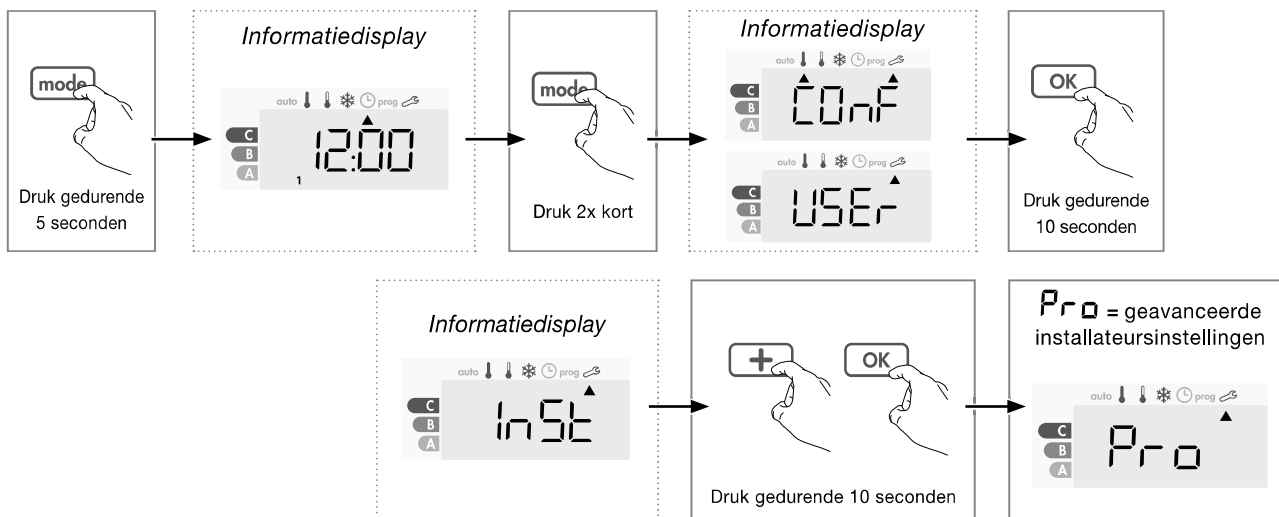 mode
Druk gedurende
5 seconden
Informatiedisplay
auto prog
C
B
A
12:00
1
mode
Druk 2x kort
Informatiedisplay
auto prog
C
B
A
COnF
auto prog
C
B
A
USEr
OK
Druk gedurende
10 seconden
Informatiedisplay
auto prog
C
B
A
InSt
+
OK
Druk gedurende 10 seconden
Pro = geavanceerde
installateursinstellingen
auto prog
C
B
A
Pro